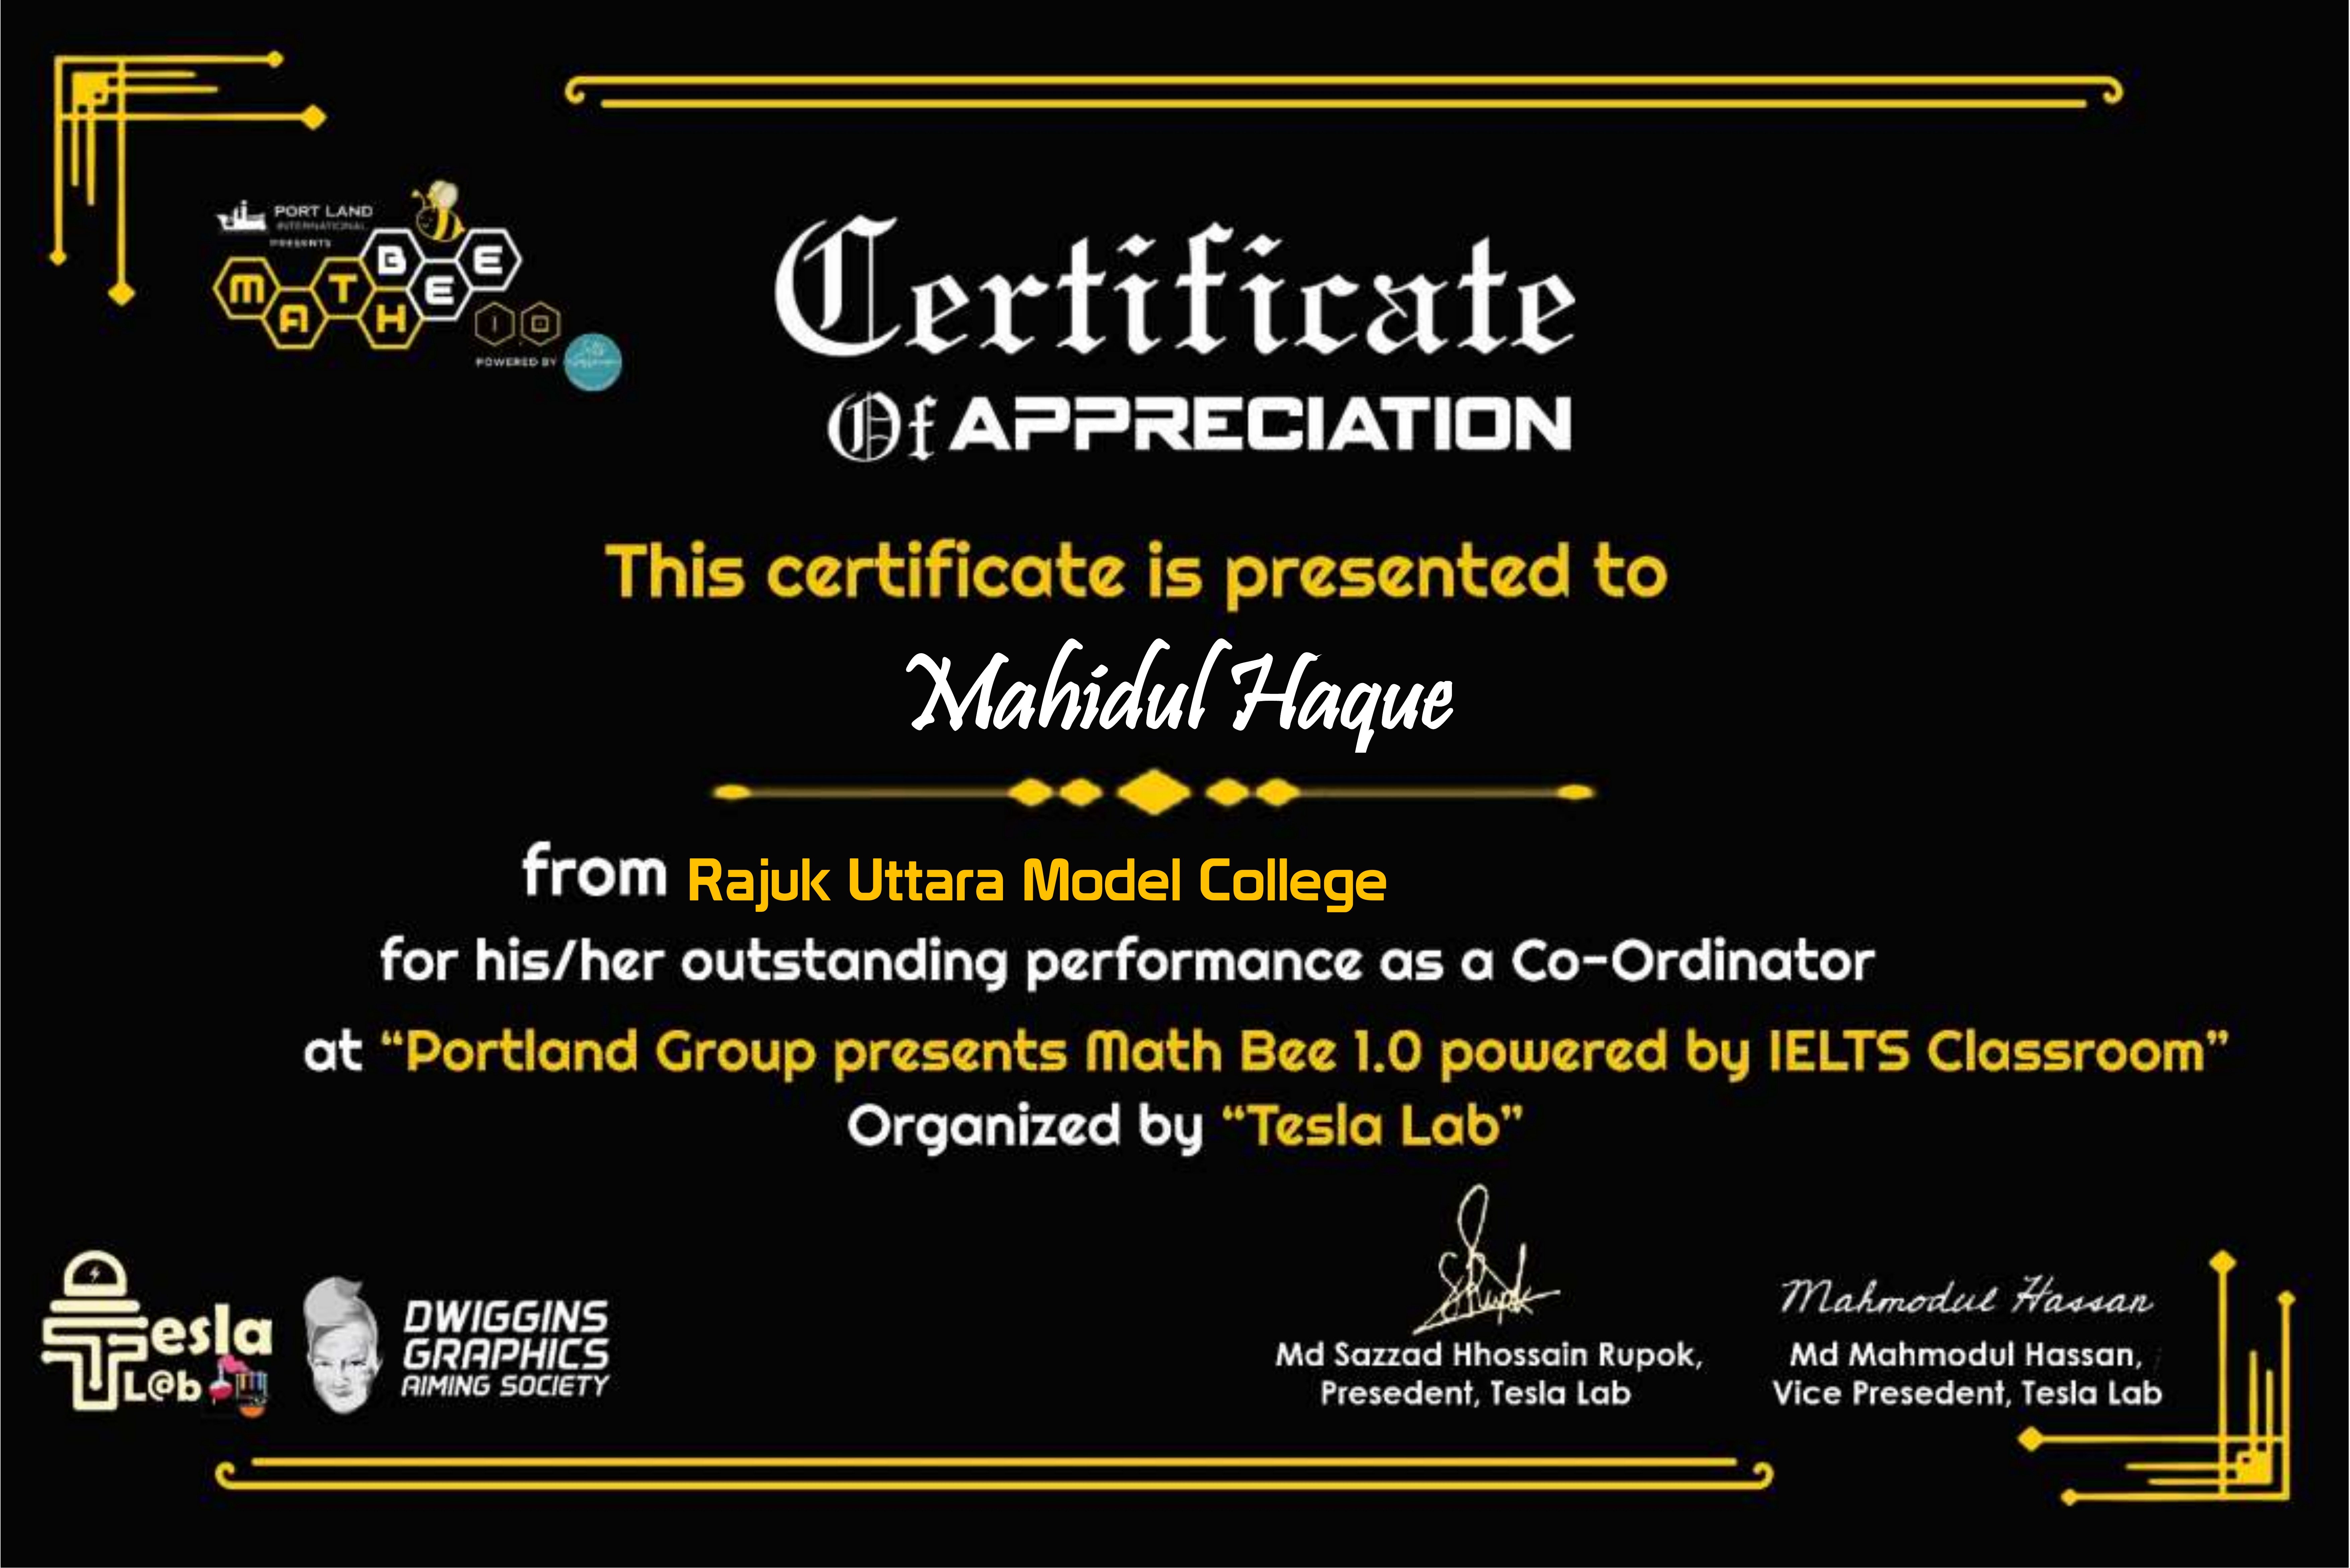 PORT LAND
INTERNATIONAL
PRESENTS
MATH BEE
1.0
POWERED BY
Certificate
Of APPRECIATION
This certificate is presented to
Mahidul Haque
from Rajuk Uttara Model College
for his/her outstanding performance as a Co-Ordinator
at “Portland Group presents Math Bee 1.0 powered by IELTS Classroom”
Organized by “Tesla Lab”
Tesla
L@b
DWIGGINS
GRAPHICS
AIMING SOCIETY
Md Sazzad Hhossain Rupok,
Presedent, Tesla Lab
Mahmodul Hassan
Md Mahmodul Hassan,
Vice Presedent, Tesla Lab